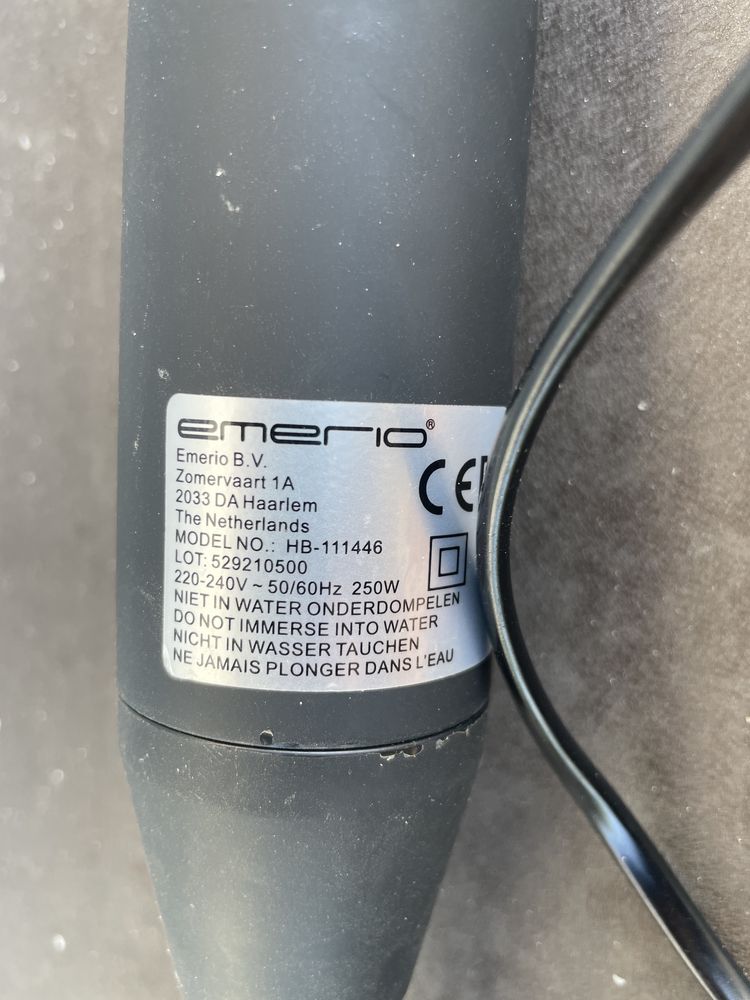 emerio®
Emerio B.V.
Zomervaart 1A
2033 DA Haarlem
The Netherlands
MODEL NO.: HB-111446
LOT: 529210500
220-240V ~ 50/60Hz 250W
NIET IN WATER ONDERDOMPELEN
DO NOT IMMERSE INTO WATER
NICHT IN WASSER TAUCHEN
NE JAMAIS PLONGER DANS L'EAU
CE